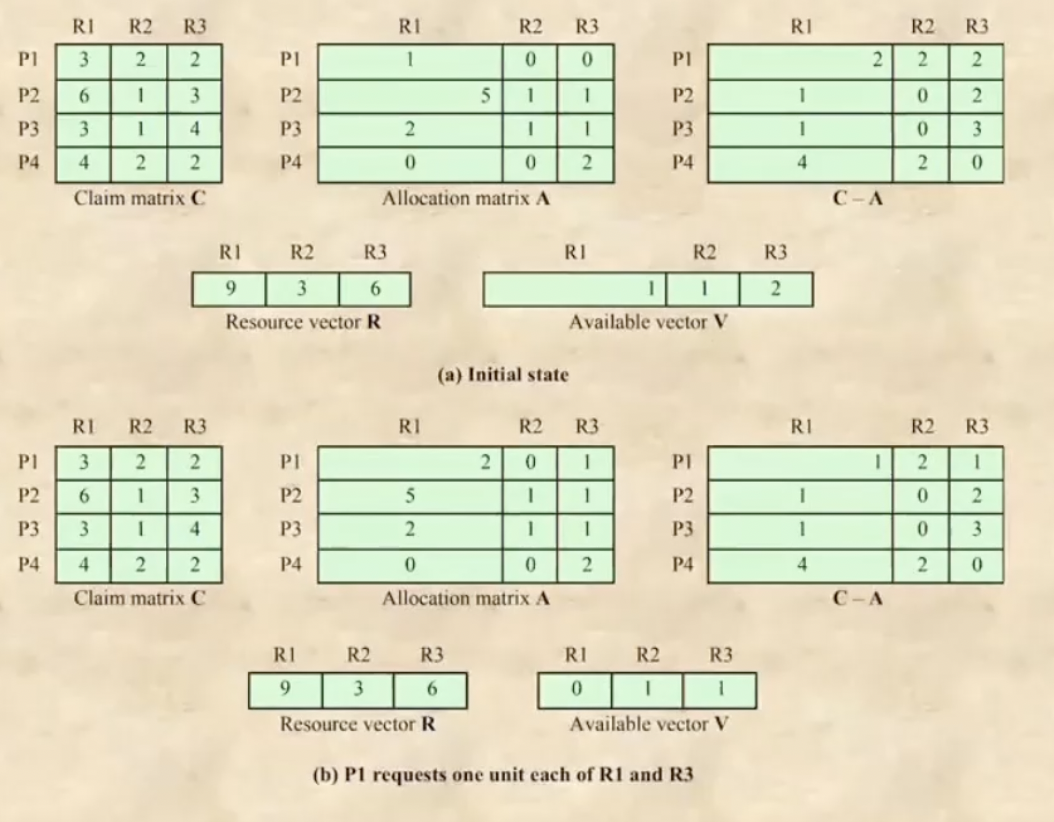 R1 R2 R3 R1 R2 R3 R1 R2 R3
P1 3 2 2 P1 1 0 0 P1 2 2 2
P2 6 1 3 P2 5 1 1 P2 1 0 2
P3 3 1 4 P3 2 1 1 P3 1 0 3
P4 4 2 2 P4 0 0 2 P4 4 2 0
Claim matrix C Allocation matrix A C – A
R1 R2 R3 R1 R2 R3
9 3 6 1 1 2
Resource vector R Available vector V
(a) Initial state
R1 R2 R3 R1 R2 R3 R1 R2 R3
P1 3 2 2 P1 2 0 1 P1 1 2 1
P2 6 1 3 P2 5 1 1 P2 1 0 2
P3 3 1 4 P3 2 1 1 P3 1 0 3
P4 4 2 2 P4 0 0 2 P4 4 2 0
Claim matrix C Allocation matrix A C – A
R1 R2 R3 R1 R2 R3
9 3 6 0 1 1
Resource vector R Available vector V
(b) P1 requests one unit each of R1 and R3